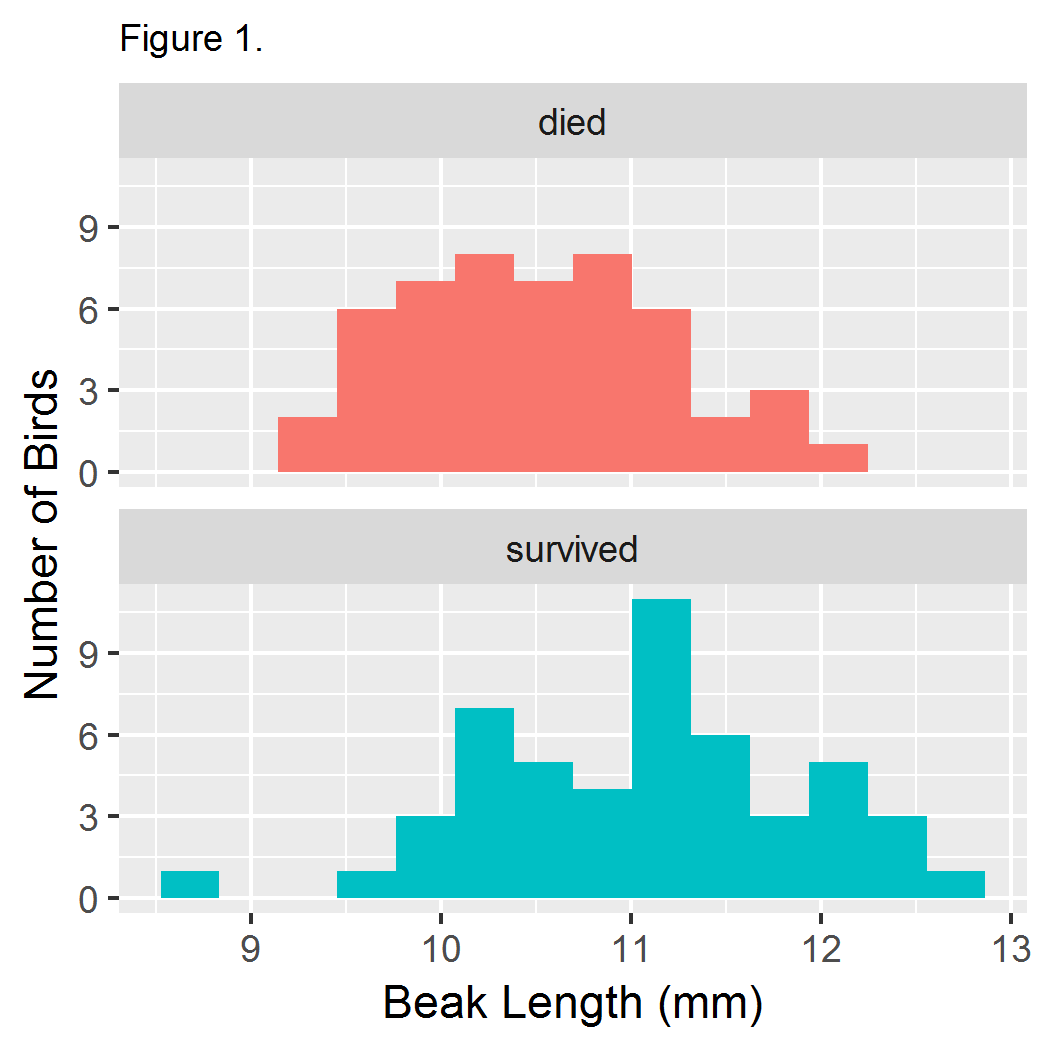 Figure 1.
died
9
6
3
0
Number of Birds
survived
9
6
3
0
9 10 11 12 13
Beak Length (mm)